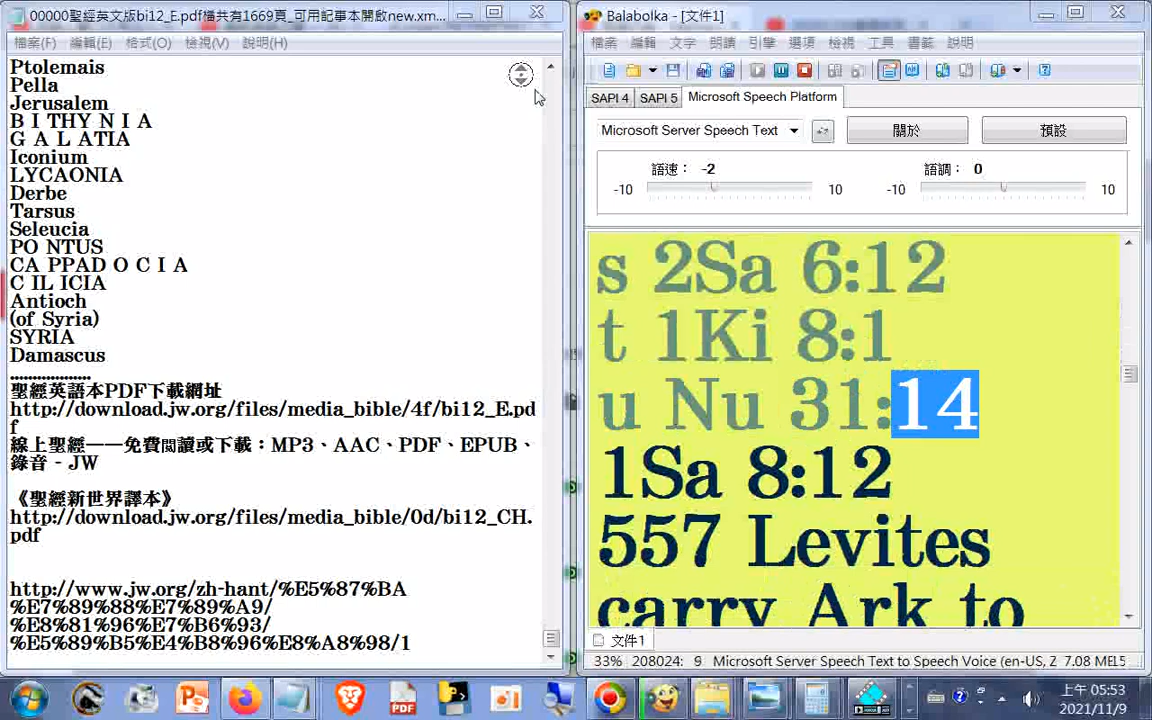 00000聖經英文版bi12_E.pdf檔共有1669頁_可用記事本開啟new.xm...
檔案(F) 編輯(E) 格式(O) 檢視(V) 說明(H)
Ptolemais
Pella
Jerusalem
B I THY N I A
G A L ATIA
Iconium
LYCAONIA
Derbe
Tarsus
Seleucia
PO NTUS
CA PPAD O C I A
C IL ICIA
Antioch
(of Syria)
SYRIA
Damascus
..................
聖經英語本PDF下載網址
http://download.jw.org/files/media_bible/4f/bi12_E.pd
f
線上聖經——免費閱讀或下載：MP3、AAC、PDF、EPUB、
錄音 - JW
《聖經新世界譯本》
http://download.jw.org/files/media_bible/0d/bi12_CH.
pdf
http://www.jw.org/zh-hant/%E5%87%BA
%E7%89%88%E7%89%A9/
%E8%81%96%E7%B6%93/
%E5%89%B5%E4%B8%96%E8%A8%98/1
Balabolka - [文件1]
檔案 編輯 文字 朗讀 引擎 選項 檢視 工具 書籤 說明
SAPI 4 SAPI 5 Microsoft Speech Platform
Microsoft Server Speech Text 關於 預設
語速： -2 語調： 0
-10 10 -10 10
s 2Sa 6:12
t 1Ki 8:1
u Nu 31:14
1Sa 8:12
557 Levites
carry Ark to
文件1
33% 208024: 9 Microsoft Server Speech Text to Speech Voice (en-US, Z 7.08 МБ
PDF
上午 05:53
2021/11/9